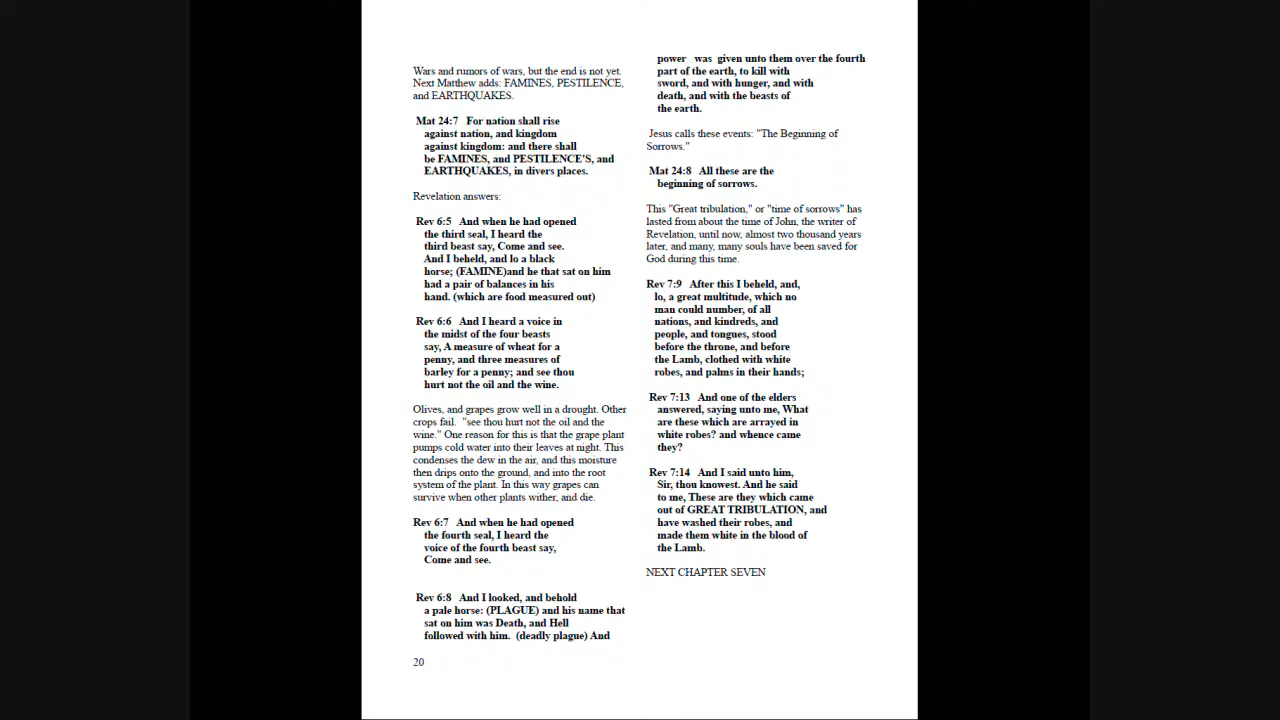 Wars and rumors of wars, but the end is not yet.
Next Matthew adds: FAMINES, PESTILENCE,
and EARTHQUAKES.
Mat 24:7 For nation shall rise
against nation, and kingdom
against kingdom: and there shall
be FAMINES, and PESTILENCE'S, and
EARTHQUAKES, in divers places.
Revelation answers:
Rev 6:5 And when he had opened
the third seal, I heard the
third beast say, Come and see.
And I beheld, and lo a black
horse; (FAMINE)and he that sat on him
had a pair of balances in his
hand. (which are food measured out)
Rev 6:6 And I heard a voice in
the midst of the four beasts
say, A measure of wheat for a
penny, and three measures of
barley for a penny; and see thou
hurt not the oil and the wine.
Olives, and grapes grow well in a drought. Other
crops fail. "see thou hurt not the oil and the
wine." One reason for this is that the grape plant
pumps cold water into their leaves at night. This
condenses the dew in the air, and this moisture
then drips onto the ground, and into the root
system of the plant. In this way grapes can
survive when other plants wither, and die.
Rev 6:7 And when he had opened
the fourth seal, I heard the
voice of the fourth beast say,
Come and see.
Rev 6:8 And I looked, and behold
a pale horse: (PLAGUE) and his name that
sat on him was Death, and Hell
followed with him. (deadly plague) And
20
power was given unto them over the fourth
part of the earth, to kill with
sword, and with hunger, and with
death, and with the beasts of
the earth.
Jesus calls these events: "The Beginning of
Sorrows."
Mat 24:8 All these are the
beginning of sorrows.
This "Great tribulation," or "time of sorrows" has
lasted from about the time of John, the writer of
Revelation, until now, almost two thousand years
later, and many, many souls have been saved for
God during this time.
Rev 7:9 After this I beheld, and,
lo, a great multitude, which no
man could number, of all
nations, and kindreds, and
people, and tongues, stood
before the throne, and before
the Lamb, clothed with white
robes, and palms in their hands;
Rev 7:13 And one of the elders
answered, saying unto me, What
are these which are arrayed in
white robes? and whence came
they?
Rev 7:14 And I said unto him,
Sir, thou knowest. And he said
to me, These are they which came
out of GREAT TRIBULATION, and
have washed their robes, and
made them white in the blood of
the Lamb.
NEXT CHAPTER SEVEN